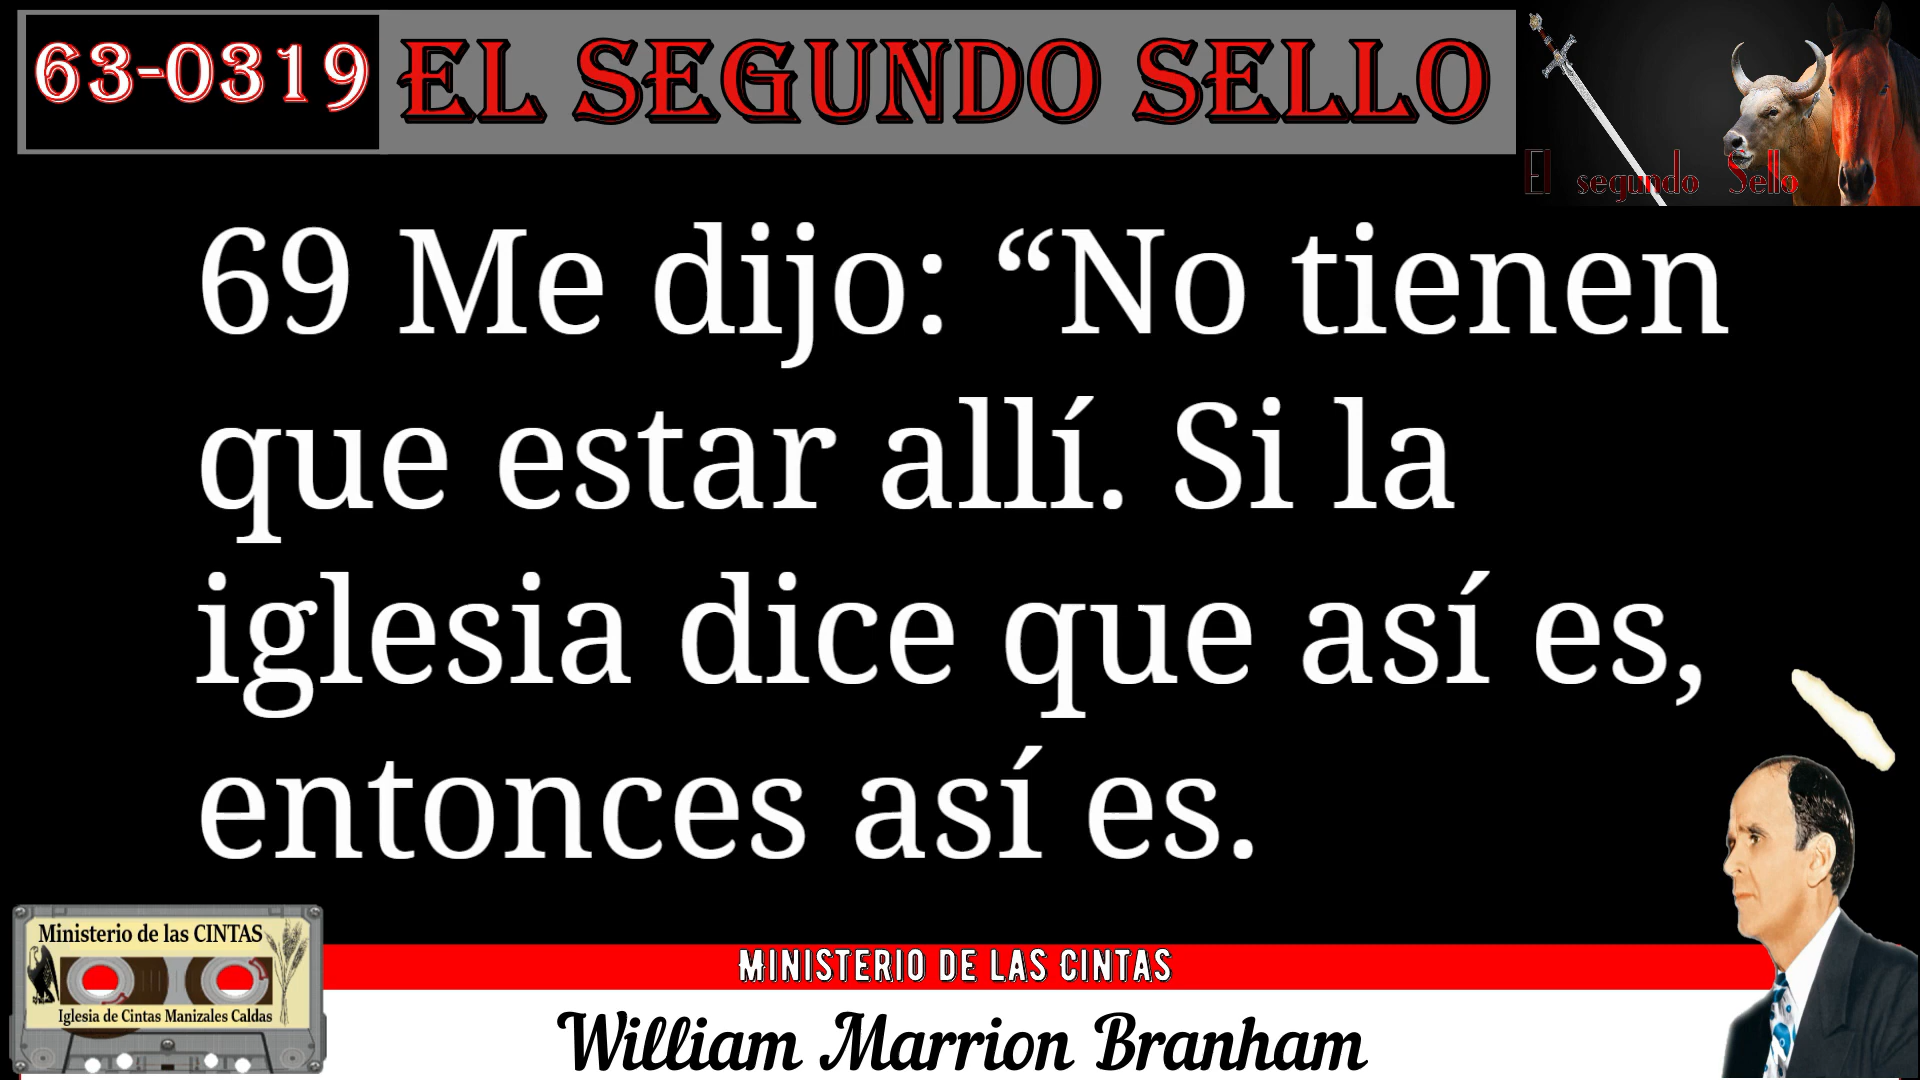 63-0319
EL SEGUNDO SELLO
El segundo Sello
69 Me dijo: “No tienen
que estar allí. Si la
iglesia dice que así es,
entonces así es.
Ministerio de las CINTAS
Iglesia de Cintas Manizales Caldas
MINISTERIO DE LAS CINTAS
William Marrion Branham